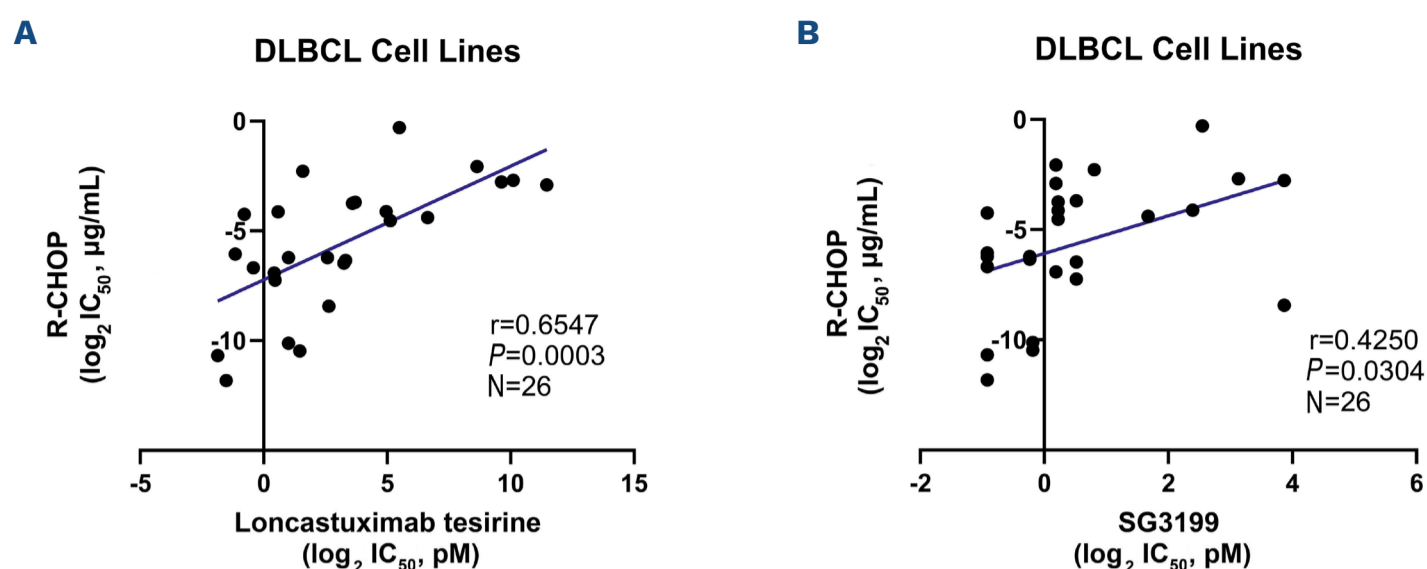 A
DLBCL Cell Lines
0
-5
-10
R-CHOP
(log₂ IC₅₀, µg/mL)
r=0.6547
P=0.0003
N=26
-5 0 5 10 15
Loncastuximab tesirine
(log₂ IC₅₀, pM)
B
DLBCL Cell Lines
0
-5
-10
R-CHOP
(log₂ IC₅₀, µg/mL)
r=0.4250
P=0.0304
N=26
-2 0 2 4 6
SG3199
(log₂ IC₅₀, pM)